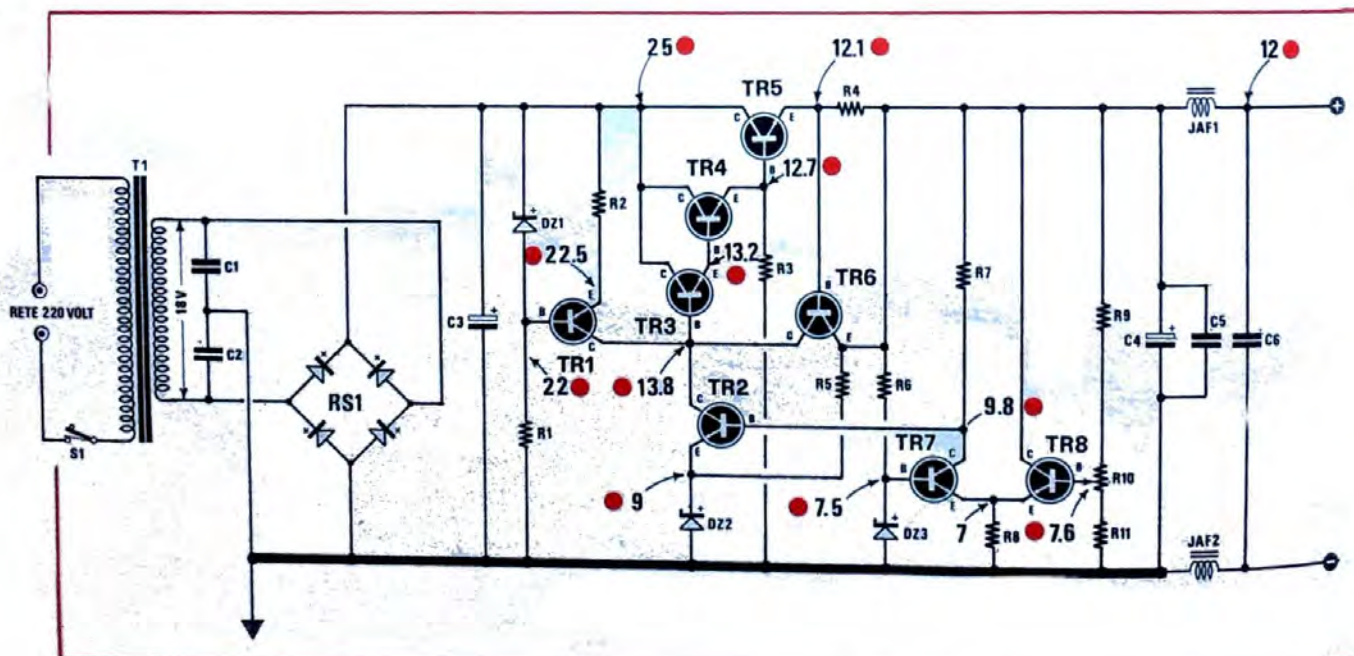 25
12.1
12
TR5
R4
C
E
B
JAF1
T1
TR4
12.7
C
E
B
R2
DZ1
22.5
13.2
C
E
B
R3
TR6
R7
C1
18V
RETE 220 VOLT
C2
C3
E
B
C
TR1
TR3
B
C
E
R9
C4
C5
C6
22
13.8
R5
R6
RS1
TR2
C
B
E
9.8
S1
R1
TR7
C
B
E
TR8
C
B
E
R10
9
7.5
7
7.6
DZ2
DZ3
R8
R11
JAF2